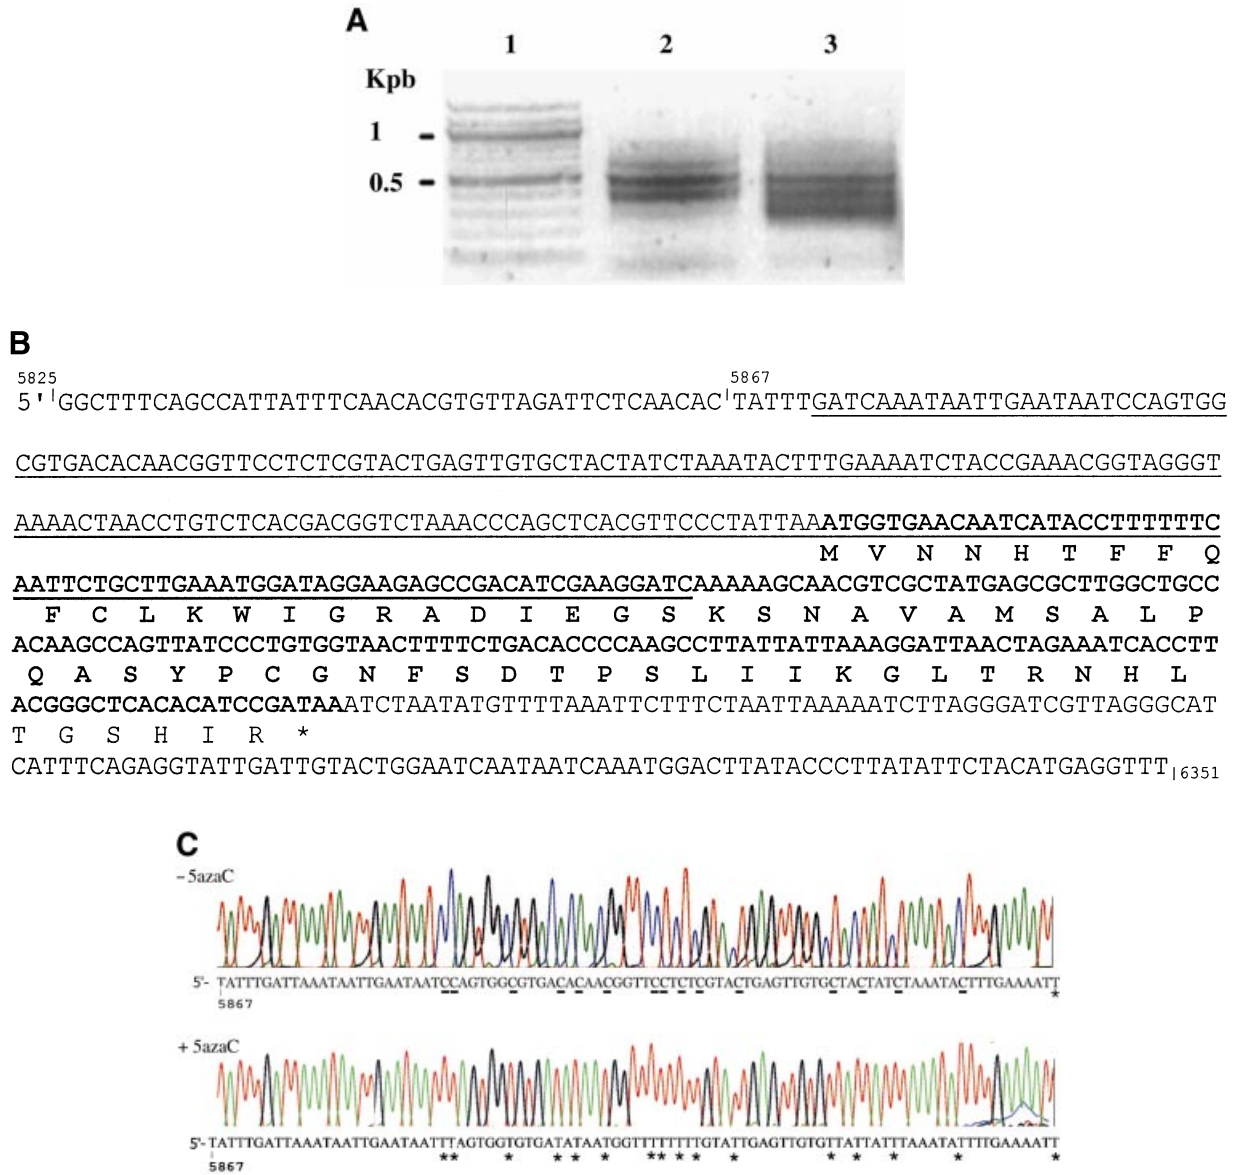 A
1 2 3
Kpb
1
0.5
B
5825 5867
5'GGCTTTCAGCCATTATTTCAACACGTGTTAGATTCTCAACACTATTTGATCAAATAATTGAATAATCCAGTGG
CGTGACACAACGGTTCCTCTCGTACTGAGTTGTGCTACTATCTAAATACTTTGAAAATCTACCGAAACGGTAGGGT
AAAACTAACCTGTCTCACGACGGTCTAAACCCAGCTCACGTTCCCTATTAAATGGTGAACAATCATACCTTTTTTC
M V N N H T F F Q
AATTCTGCTTGAAATGGATAGGAAGAGCCGACATCGAAGGATCAAAAAGCAACGTCGCTATGAGCGCTTGGCTGCC
F C L K W I G R A D I E G S K S N A V A M S A L P
ACAAGCCAGTTATCCCTGTGGTAACTTTTCTGACACCCCAAGCCTTATTATTAAAGGATTAACTAGAAATCACCTT
Q A S Y P C G N F S D T P S L I I K G L T R N H L
ACGGGCTCACACATCCGATAAATCTAATATGTTTTAAATTCTTTCTAATTAAAAATCTTAGGGATCGTTAGGGCAT
T G S H I R *
CATTTCAGAGGTATTGATTGTACTGGAATCAATAATCAAATGGACTTATACCCTTATATTCTACATGAGGTTT 6351
C
- 5azaC
5'- TATTTGATTAAATAATTGAATAATCCAGTGGCGTGACACAACGGTTCCTCTCGTACTGAGTTGTGCTACTATCTAAATACTTTGAAAATT
*
5867
+ 5azaC
5'- TATTTGATTAAATAATTGAATAATTTAGTGGTGTGATATAATGGTTTTTTTTGTATTGAGTTGTGTTATTATTTAAATATTTTGAAAATT
5867 ** * * * * ** * * * * * * * * *